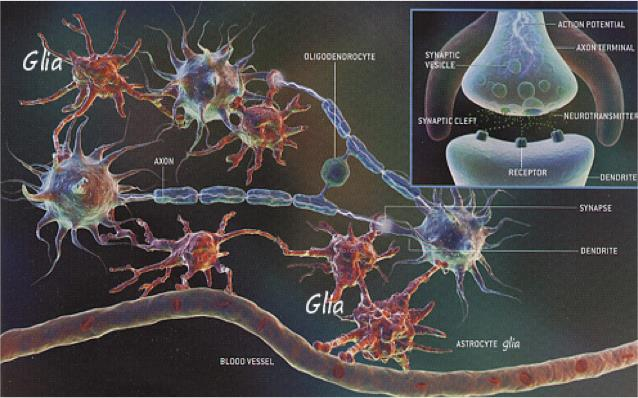 Glia
OLIGODENDROCYTE
AXON
ACTION POTENTIAL
AXON TERMINAL
SYNAPTIC
VESICLE
SYNAPTIC CLEFT
NEUROTRANSMITTER
RECEPTOR
DENDRITE
SYNAPSE
DENDRITE
Glia
ASTROCYTE glia
BLOOD VESSEL